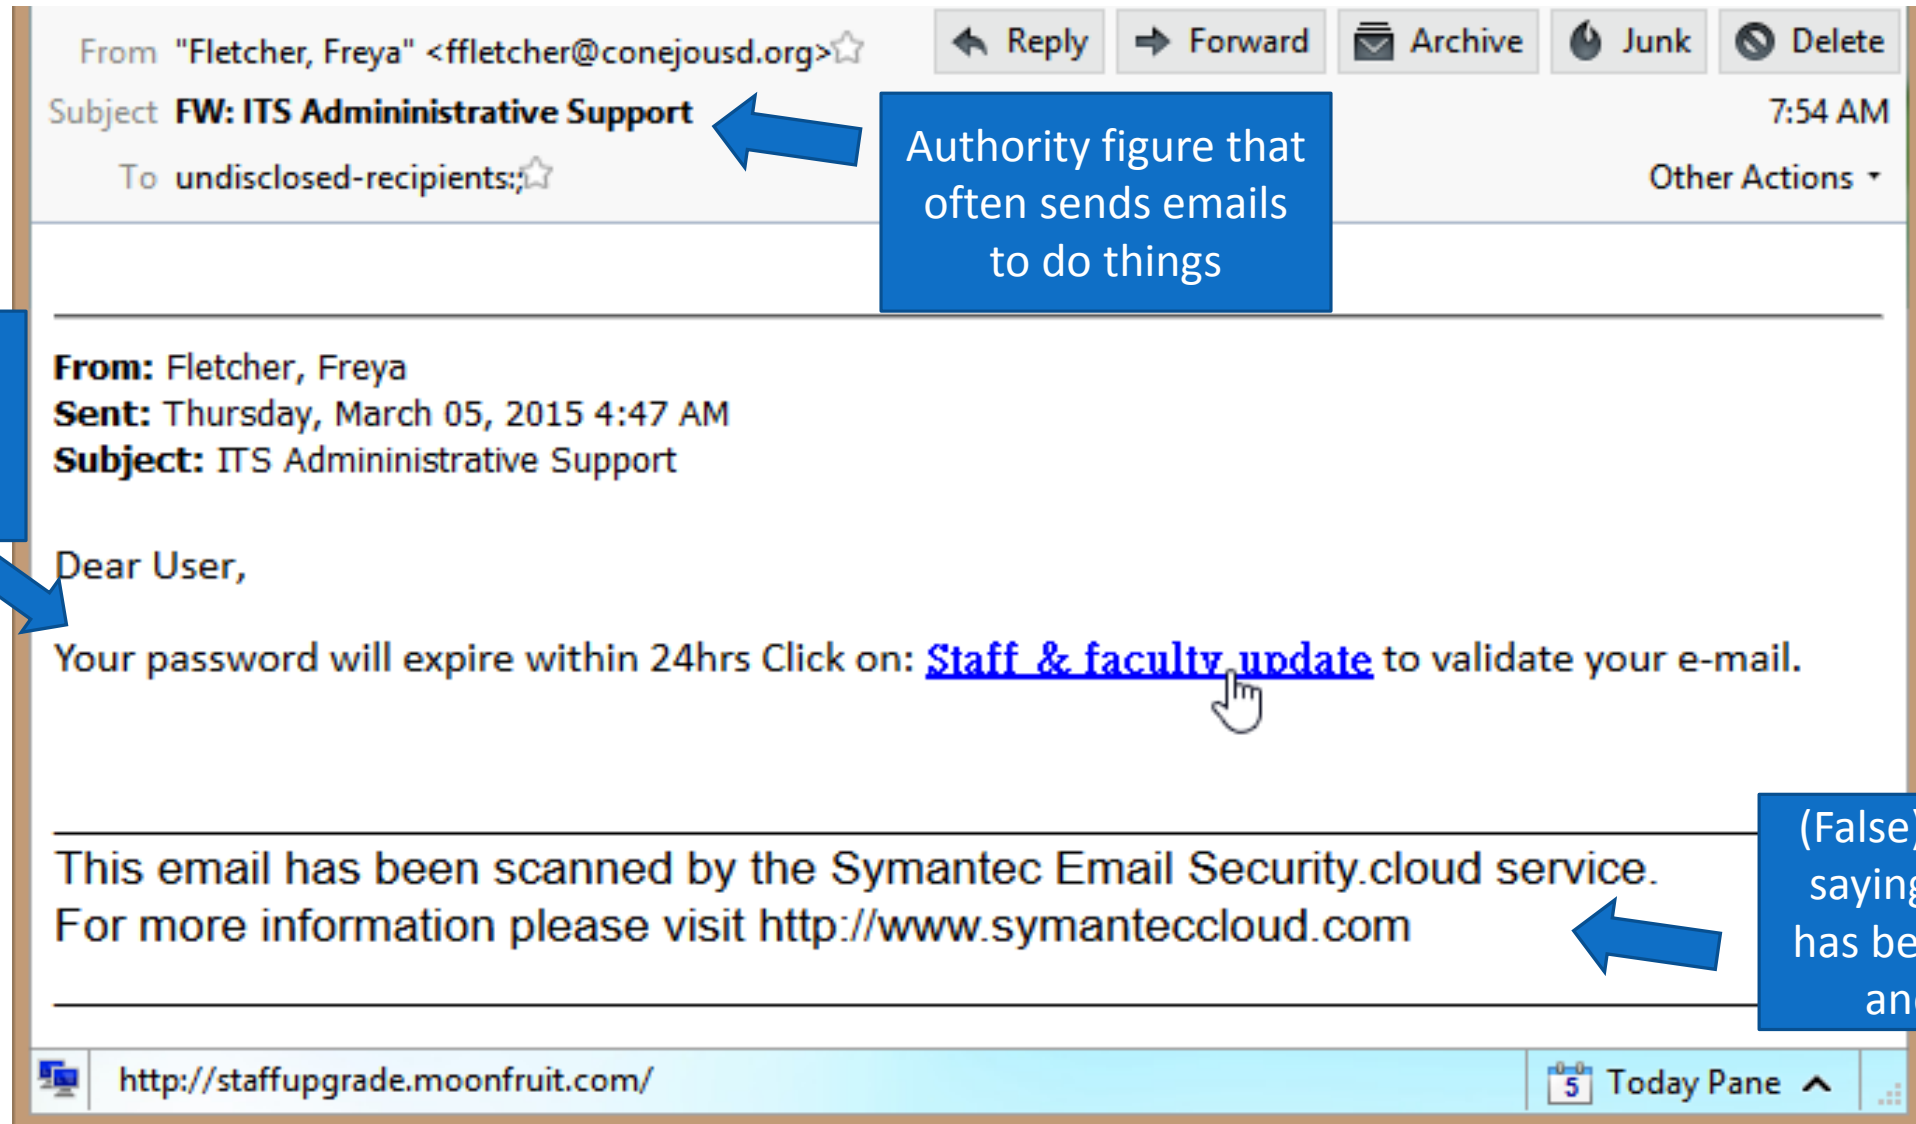 From "Fletcher, Freya" <ffletcher@conejousd.org>
Reply Forward Archive Junk Delete
Subject FW: ITS Admininistrative Support
7:54 AM
To undisclosed-recipients:;
Other Actions
Authority figure that
often sends emails
to do things
From: Fletcher, Freya
Sent: Thursday, March 05, 2015 4:47 AM
Subject: ITS Admininistrative Support
Dear User,
Your password will expire within 24hrs Click on: Staff & faculty update to validate your e-mail.
This email has been scanned by the Symantec Email Security.cloud service.
For more information please visit http://www.symanteccloud.com
(False)
saying
has
http://staffupgrade.moonfruit.com/
5 Today Pane